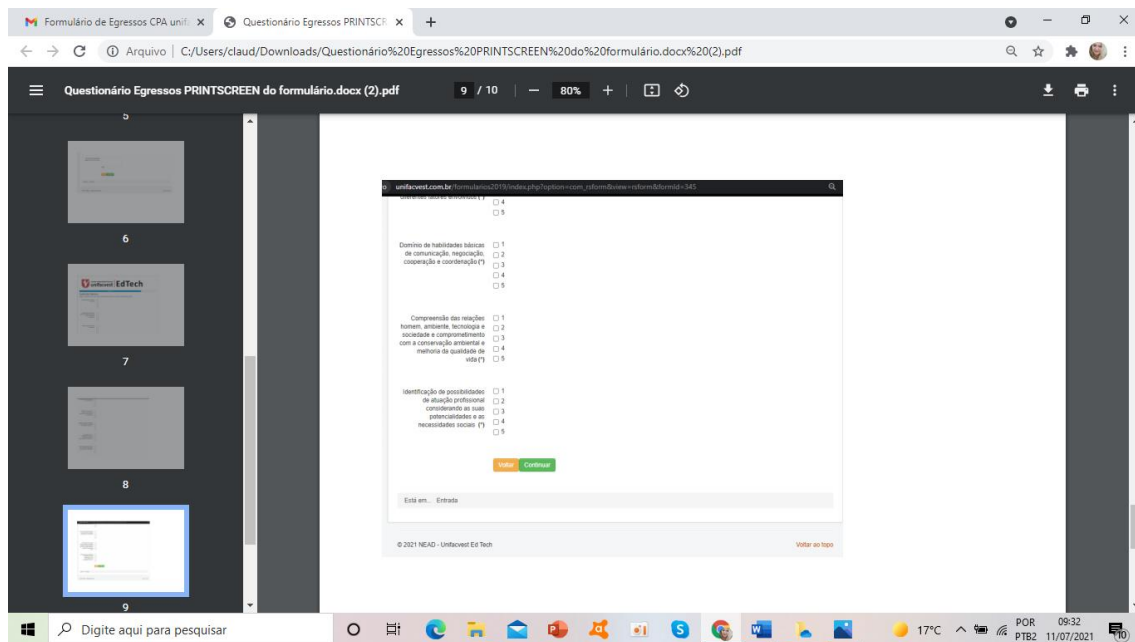 Formulário de Egressos CPA unif
Questionário Egressos PRINTSCR
Arquivo | C:/Users/claud/Downloads/Questionário%20Egressos%20PRINTSCREEN%20do%20formulário.docx%20(2).pdf
Questionário Egressos PRINTSCREEN do formulário.docx (2).pdf
9 / 10
80%
5
6
unifacvest EdTech
7
8
9
unifacvest.com.br/formularios2019/index.php?option=com_rsform&view=rsform&formId=345
diferentes fatores envolvidos (*)
4
5
Domínio de habilidades básicas
de comunicação, negociação,
cooperação e coordenação (*)
1
2
3
4
5
Compreensão das relações
homem, ambiente, tecnologia e
sociedade e comprometimento
com a conservação ambiental e
melhoria da qualidade de
vida (*)
1
2
3
4
5
Identificação de possibilidades
de atuação profissional
considerando as suas
potencialidades e as
necessidades sociais (*)
1
2
3
4
5
Voltar
Continuar
Está em... Entrada
© 2021 NEAD - Unifacvest Ed Tech
Voltar ao topo
Digite aqui para pesquisar
17°C
POR
PTB2
09:32
11/07/2021